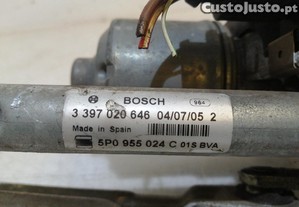 CustoJusto.pt
BOSCH
3 397 020 646 04/07/05 2
Made in Spain
5P0 955 024 C 015 BVA